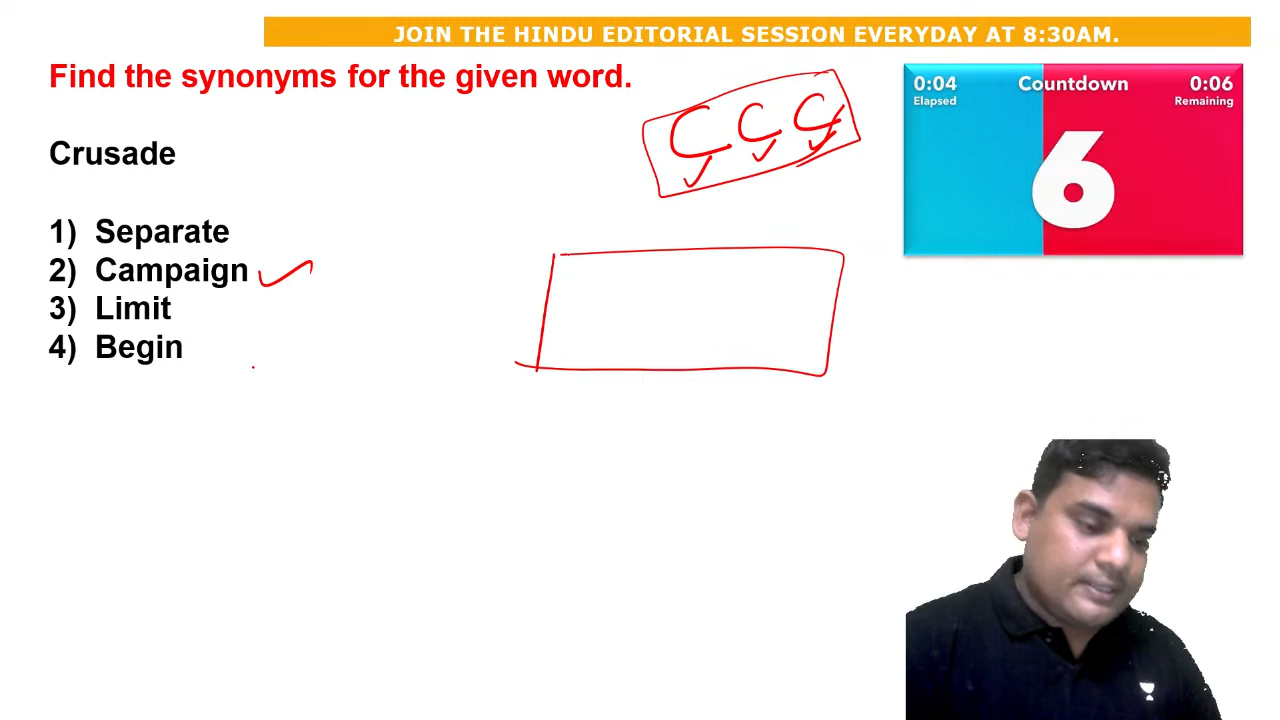 JOIN THE HINDU EDITORIAL SESSION EVERYDAY AT 8:30AM.
Find the synonyms for the given word.
C C C
0:04 Countdown 0:06
Elapsed Remaining
6
Crusade
1) Separate
2) Campaign
3) Limit
4) Begin